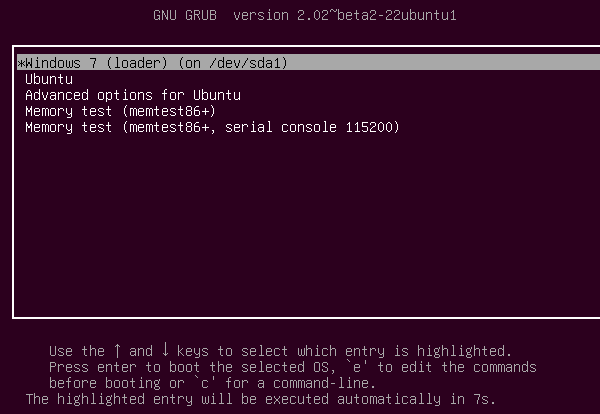 GNU GRUB  version 2.02~beta2-22ubuntu1
*Windows 7 (loader) (on /dev/sda1)
Ubuntu
Advanced options for Ubuntu
Memory test (memtest86+)
Memory test (memtest86+, serial console 115200)
Use the ↑ and ↓ keys to select which entry is highlighted.
Press enter to boot the selected OS, `e' to edit the commands
before booting or `c' for a command-line.
The highlighted entry will be executed automatically in 7s.